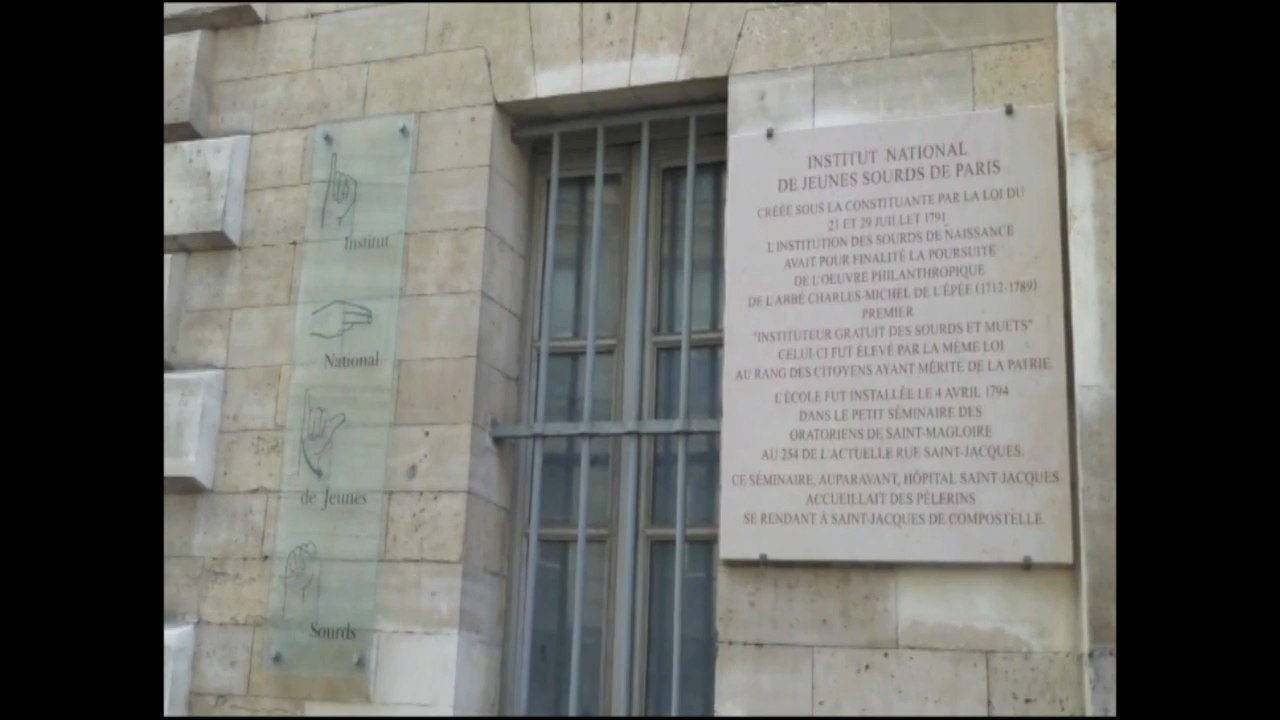 Institut
National
de Jeunes
Sourds
INSTITUT NATIONAL
DE JEUNES SOURDS DE PARIS
CRÉÉE SOUS LA CONSTITUANTE PAR LA LOI DU
21 ET 29 JUILLET 1791
L'INSTITUTION DES SOURDS DE NAISSANCE
AVAIT POUR FINALITÉ LA POURSUITE
DE L'OEUVRE PHILANTHROPIQUE
DE L'ABBÉ CHARLES-MICHEL DE L'ÉPÉE (1712-1789)
PREMIER
"INSTITUTEUR GRATUIT DES SOURDS ET MUETS"
CELUI-CI FUT ÉLEVÉ PAR LA MÊME LOI
AU RANG DES CITOYENS AYANT MÉRITÉ DE LA PATRIE.
L'ÉCOLE FUT INSTALLÉE LE 4 AVRIL 1794
DANS LE PETIT SÉMINAIRE DES
ORATORIENS DE SAINT-MAGLOIRE
AU 254 DE L'ACTUELLE RUE SAINT-JACQUES.
CE SÉMINAIRE, AUPARAVANT, HÔPITAL SAINT-JACQUES
ACCUEILLAIT DES PÈLERINS
SE RENDANT À SAINT-JACQUES DE COMPOSTELLE.